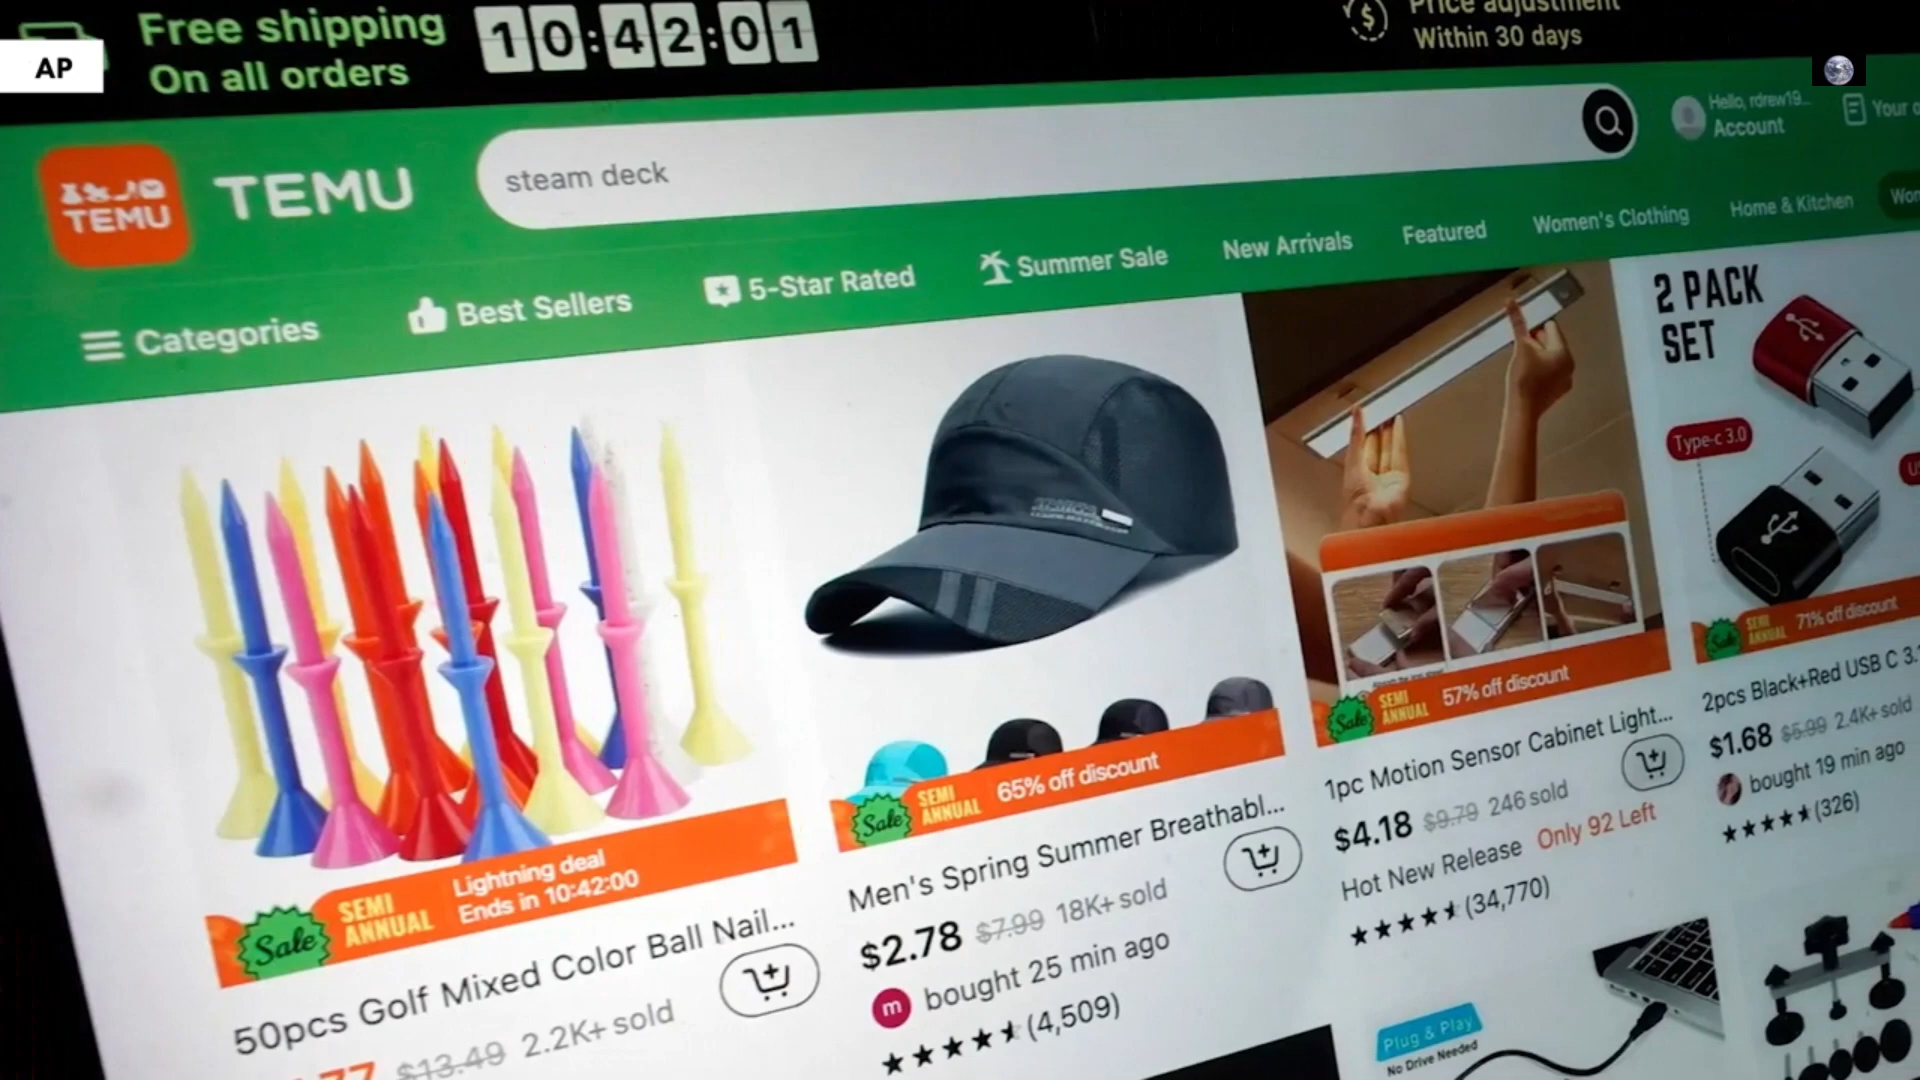 Free shipping
On all orders
10:42:01
Price adjustment
Within 30 days
AP
TEMU
TEMU
steam deck
Hello, rdrew19...
Account
Your
Categories
Best Sellers
5-Star Rated
Summer Sale
New Arrivals
Featured
Women's Clothing
Home & Kitchen
2 PACK
SET
Type-c 3.0
Sale
SEMI
ANNUAL
Lightning deal
Ends in 10:42:00
50pcs Golf Mixed Color Ball Nail...
$13.49 2.2K+ sold
Sale
SEMI
ANNUAL
65% off discount
Men's Spring Summer Breathabl...
$2.78 $7.99 18K+ sold
m bought 25 min ago
(4,509)
Sale
SEMI
ANNUAL
57% off discount
1pc Motion Sensor Cabinet Light...
$4.18 $9.79 246 sold
Hot New Release Only 92 Left
(34,770)
Sale
SEMI
ANNUAL
71% off discount
2pcs Black+Red USB C 3.1
$1.68 $5.99 2.4K+ sold
bought 19 min ago
(326)
Plug & Play
No Drive Needed